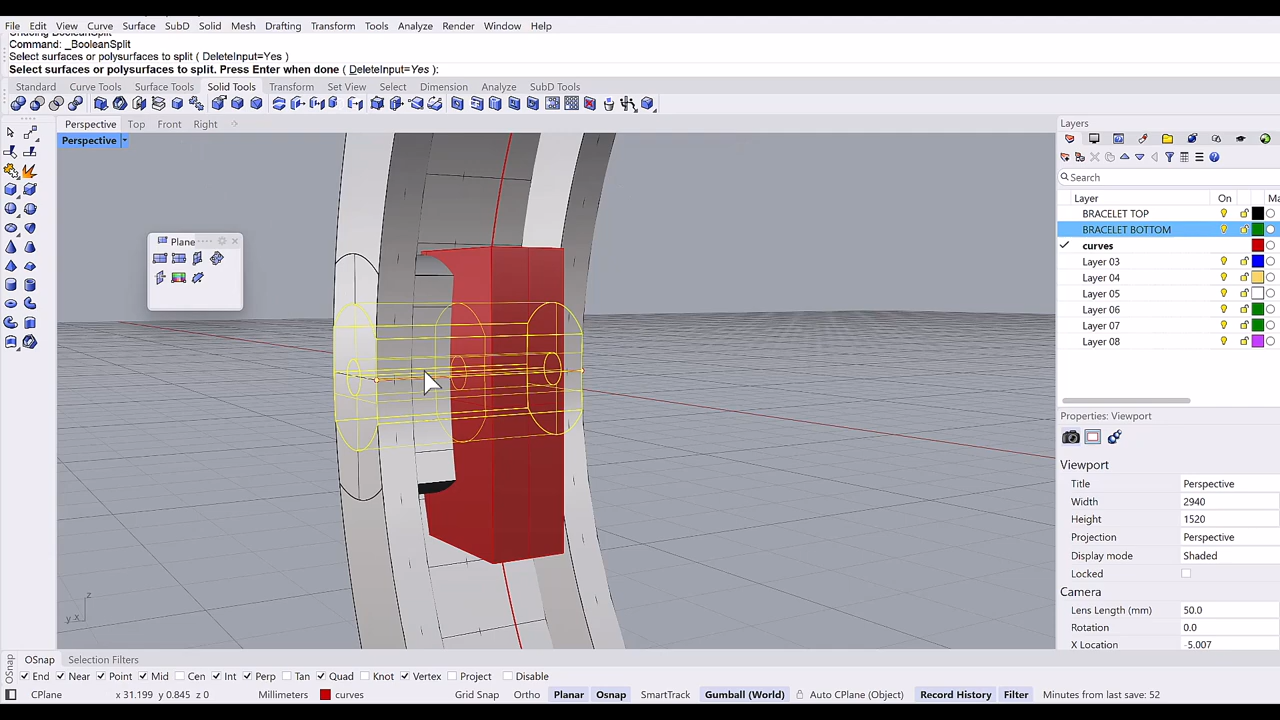 File Edit View Curve Surface SubD Solid Mesh Drafting Transform Tools Analyze Render Window Help
Command: _BooleanSplit
Select surfaces or polysurfaces to split ( DeleteInput=Yes )
Select surfaces or polysurfaces to split. Press Enter when done ( DeleteInput=Yes ):
Standard Curve Tools Surface Tools Solid Tools Transform Set View Select Dimension Analyze SubD Tools
Perspective Top Front Right
Perspective
Plane
z
y x
Layers
Search
Layer On Ma
BRACELET TOP
BRACELET BOTTOM
curves
Layer 03
Layer 04
Layer 05
Layer 06
Layer 07
Layer 08
Properties: Viewport
Viewport
Title Perspective
Width 2940
Height 1520
Projection Perspective
Display mode Shaded
Locked
Camera
Lens Length (mm) 50.0
Rotation 0.0
X Location -5.007
OSnap OSnap Selection Filters
End Near Point Mid Cen Int Perp Tan Quad Knot Vertex Project Disable
CPlane x 31.199 y 0.845 z 0 Millimeters curves Grid Snap Ortho Planar Osnap SmartTrack Gumball (World) Auto CPlane (Object) Record History Filter Minutes from last save: 52